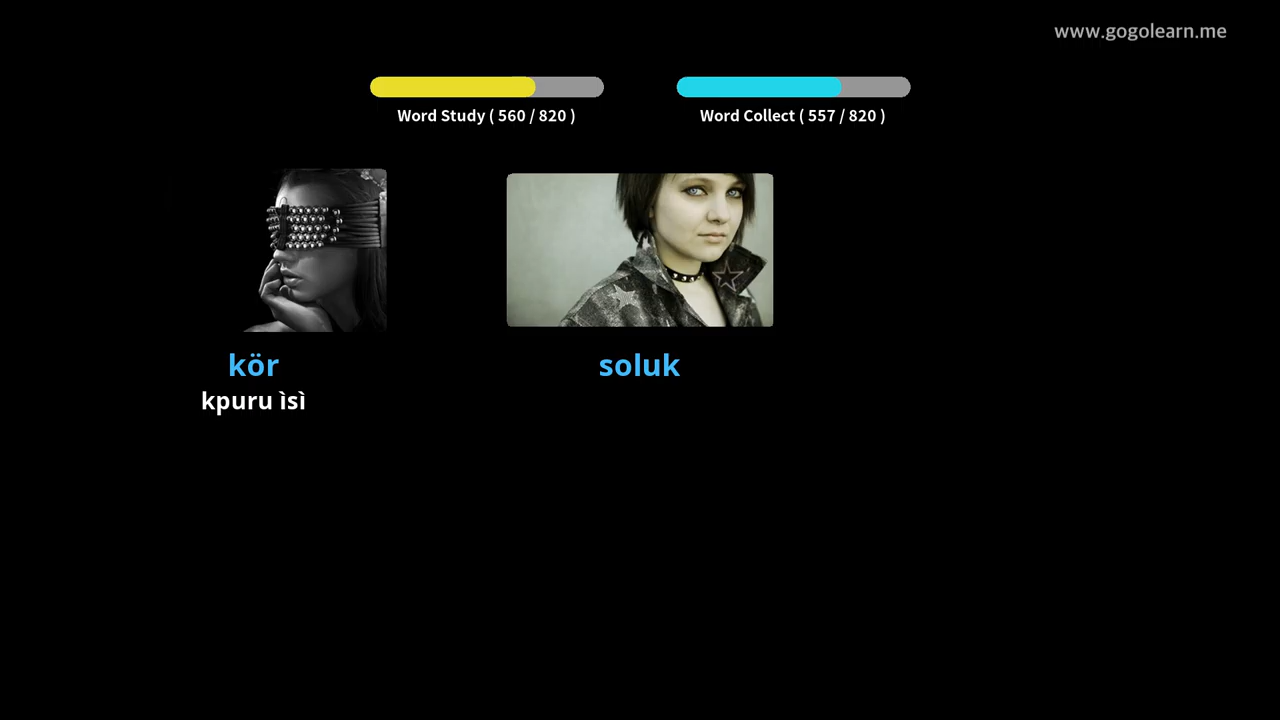 www.gogolearn.me
Word Study ( 560 / 820 )
Word Collect ( 557 / 820 )
kör
soluk
kpuru ìsì